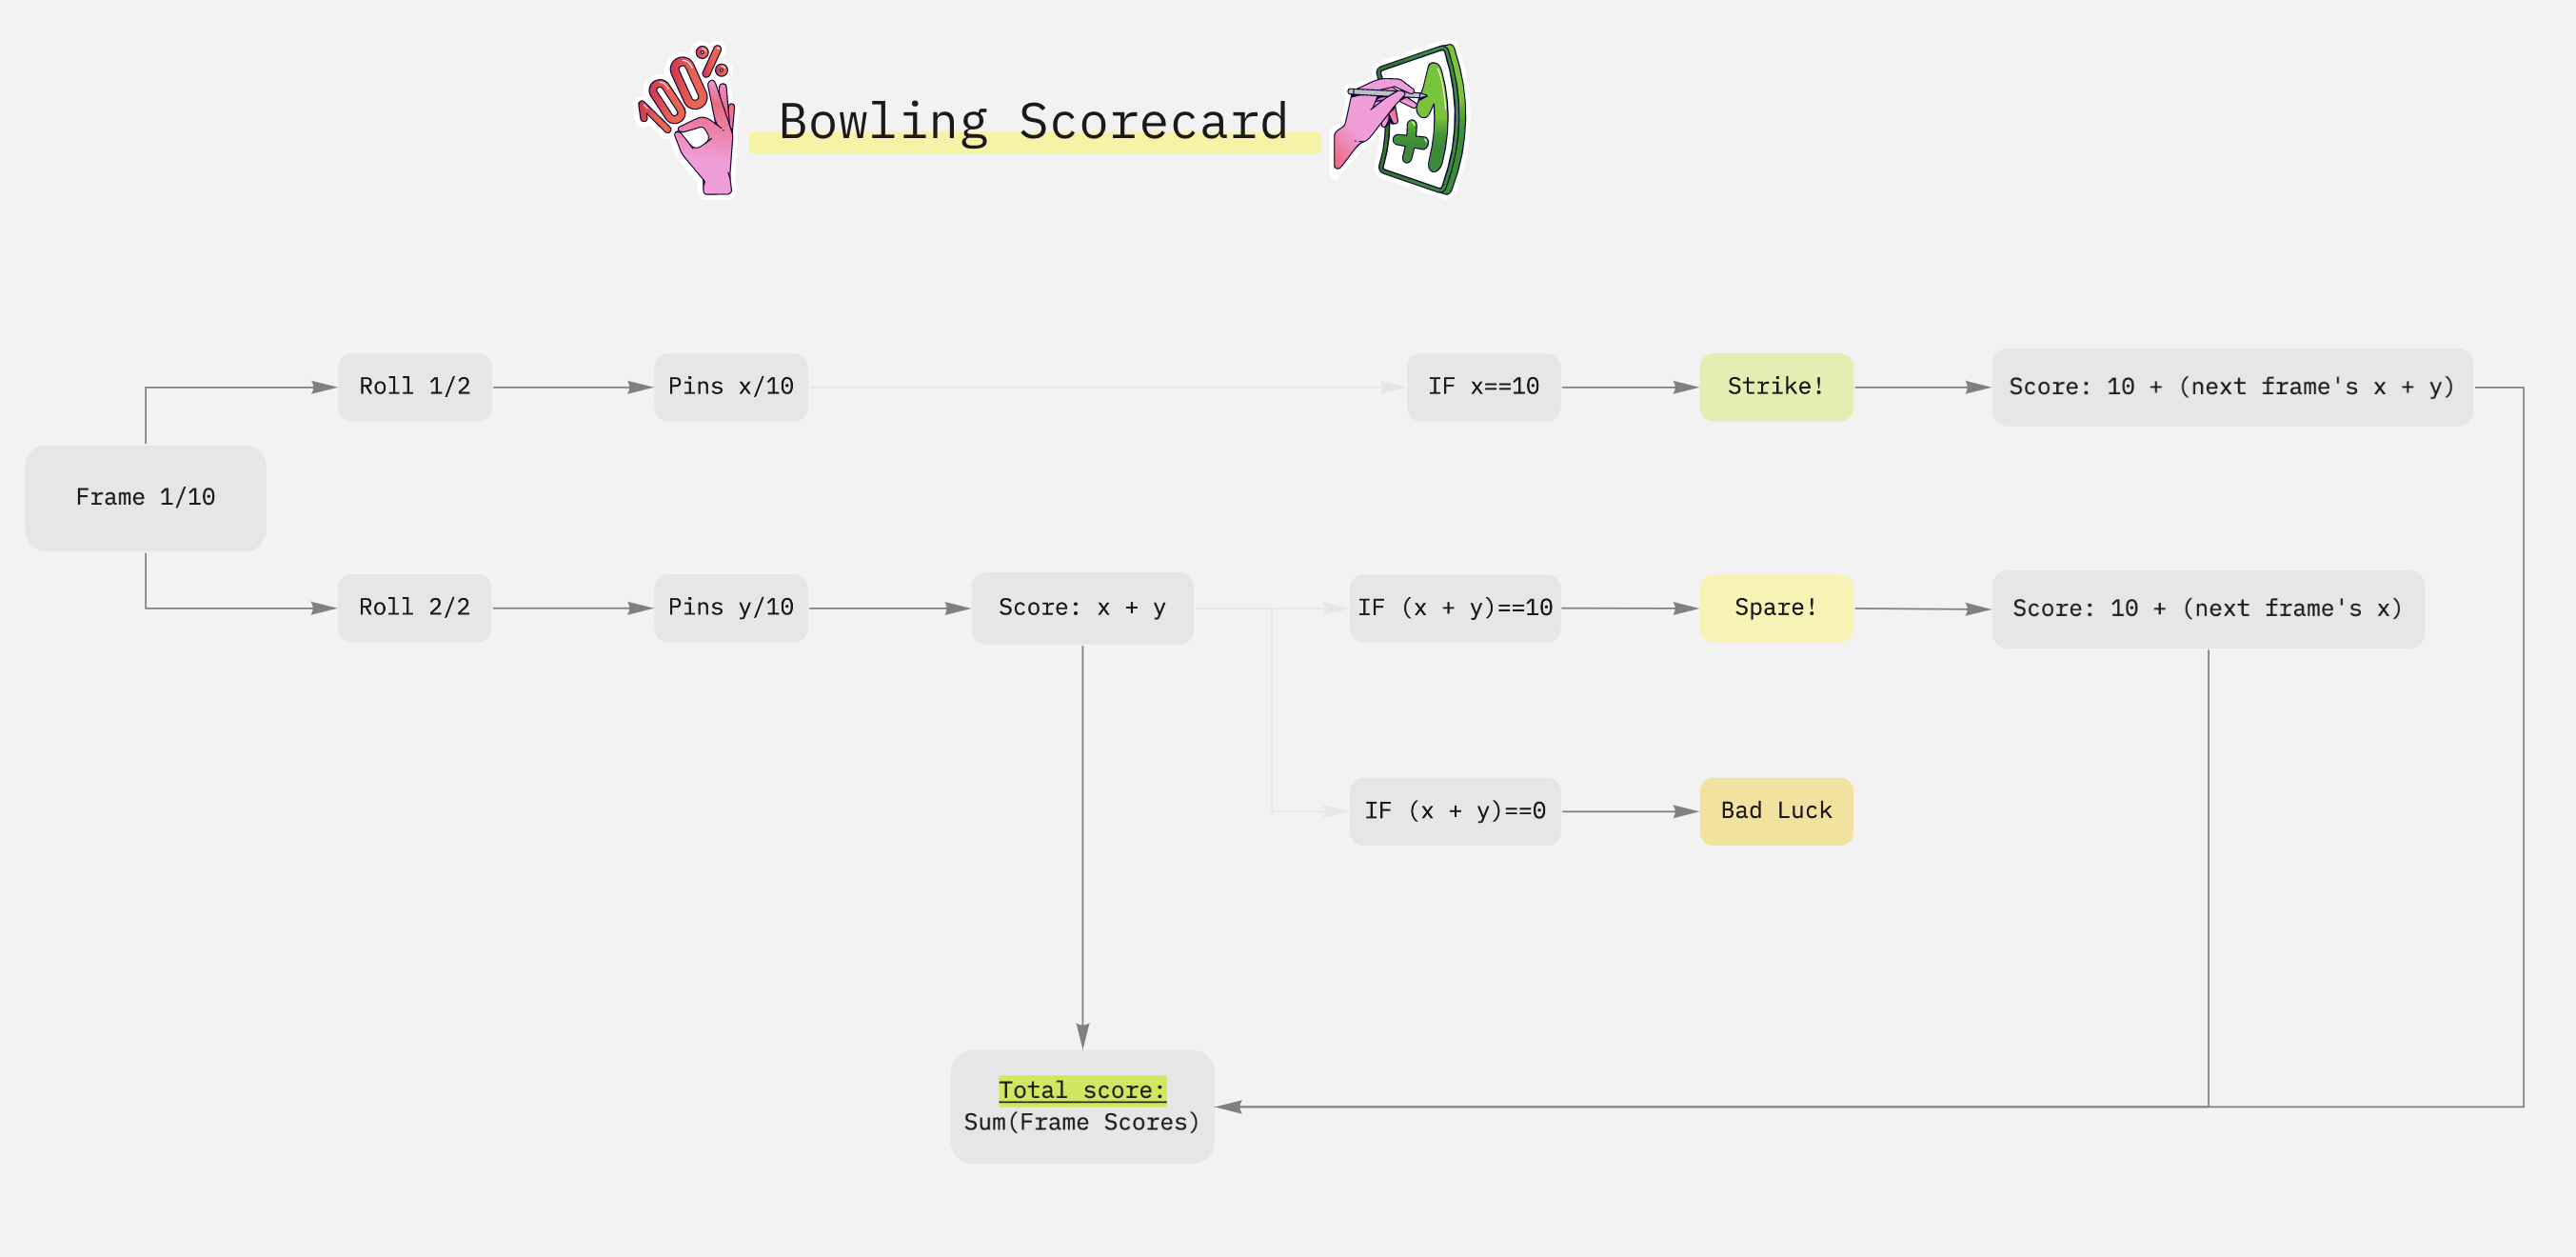 100%
Bowling Scorecard
+1
Roll 1/2
Pins x/10
IF x==10
Strike!
Score: 10 + (next frame's x + y)
Frame 1/10
Roll 2/2
Pins y/10
Score: x + y
IF (x + y)==10
Spare!
Score: 10 + (next frame's x)
IF (x + y)==0
Bad Luck
Total score:
Sum(Frame Scores)